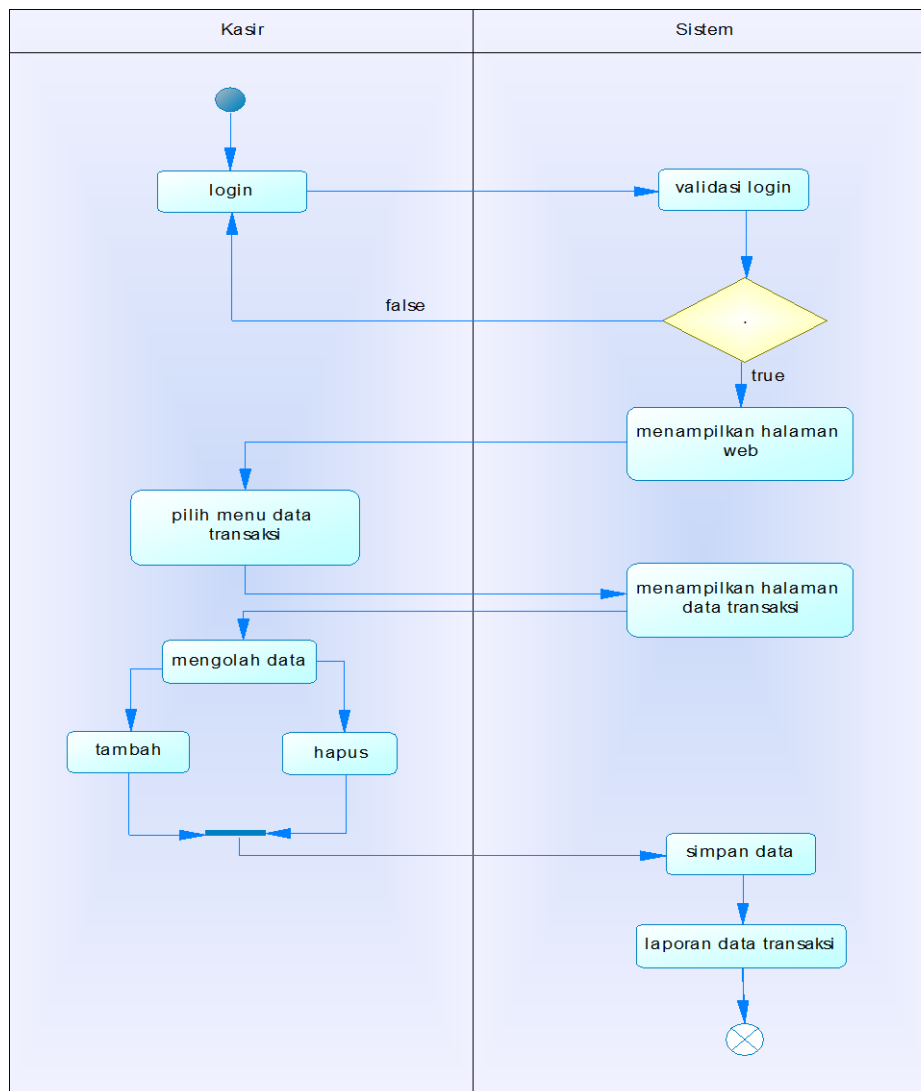 Kasir
Sistem
login
validasi login
false
.
true
menampilkan halaman
web
pilih menu data
transaksi
menampilkan halaman
data transaksi
mengolah data
tambah
hapus
simpan data
laporan data transaksi